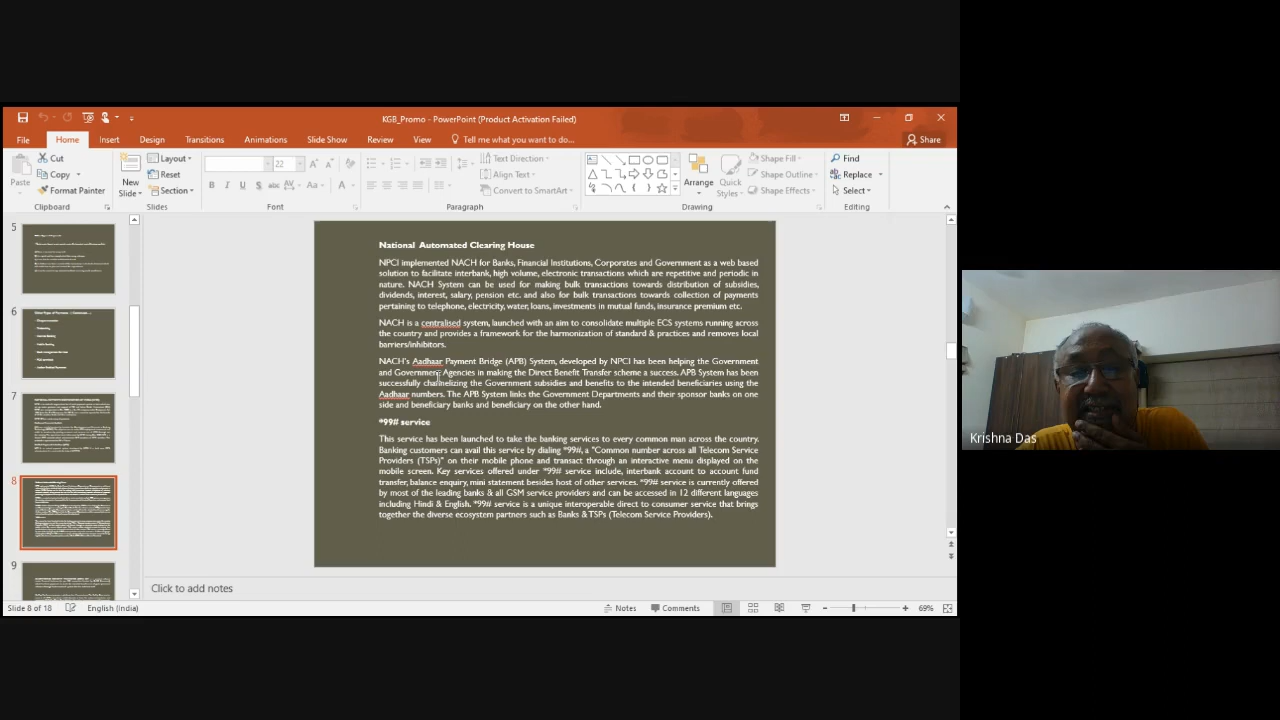 KGB_Promo - PowerPoint (Product Activation Failed)
File Home Insert Design Transitions Animations Slide Show Review View Tell me what you want to do... Share
Paste
Cut
Copy
Format Painter
Clipboard
New Slide
Layout
Reset
Section
Slides
22
Font
Text Direction
Align Text
Convert to SmartArt
Paragraph
Arrange
Quick Styles
Shape Fill
Shape Outline
Shape Effects
Drawing
Find
Replace
Select
Editing
5
6
7
8
9
National Automated Clearing House
NPCI implemented NACH for Banks, Financial Institutions, Corporates and Government as a web based
solution to facilitate interbank, high volume, electronic transactions which are repetitive and periodic in
nature. NACH System can be used for making bulk transactions towards distribution of subsidies,
dividends, interest, salary, pension etc. and also for bulk transactions towards collection of payments
pertaining to telephone, electricity, water, loans, investments in mutual funds, insurance premium etc.
NACH is a centralised system, launched with an aim to consolidate multiple ECS systems running across
the country and provides a framework for the harmonization of standard & practices and removes local
barriers/inhibitors.
NACH's Aadhaar Payment Bridge (APB) System, developed by NPCI has been helping the Government
and Government Agencies in making the Direct Benefit Transfer scheme a success. APB System has been
successfully channelizing the Government subsidies and benefits to the intended beneficiaries using the
Aadhaar numbers. The APB System links the Government Departments and their sponsor banks on one
side and beneficiary banks and beneficiary on the other hand.
*99# service
This service has been launched to take the banking services to every common man across the country.
Banking customers can avail this service by dialing *99#, a "Common number across all Telecom Service
Providers (TSPs)" on their mobile phone and transact through an interactive menu displayed on the
mobile screen. Key services offered under *99# service include, interbank account to account fund
transfer, balance enquiry, mini statement besides host of other services. *99# service is currently offered
by most of the leading banks & all GSM service providers and can be accessed in 12 different languages
including Hindi & English. *99# service is a unique interoperable direct to consumer service that brings
together the diverse ecosystem partners such as Banks & TSPs (Telecom Service Providers).
Click to add notes
Slide 8 of 18 English (India) Notes Comments 69%
Krishna Das